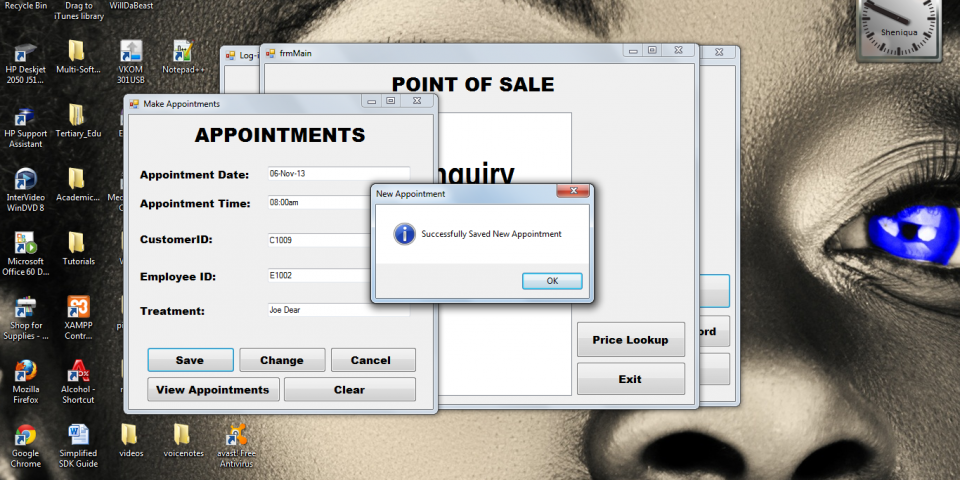 Recycle Bin
Drag to
iTunes library
WillDaBeast
Sheniqua
HP Deskjet
2050 J51...
Multi-Soft...
VKOM
301USB
Notepad++
HP Support
Assistant
Tertiary_Edu
InterVideo
WinDVD 8
Academic...
Microsoft
Office 60 D...
Tutorials
Shop for
Supplies - ...
XAMPP
Contr...
Mozilla
Firefox
Alcohol -
Shortcut
Google
Chrome
Simplified
SDK Guide
videos
voicenotes
avast! Free
Antivirus
Log-i
frmMain
POINT OF SALE
nquiry
Price Lookup
Exit
ord
Make Appointments
APPOINTMENTS
Appointment Date: 06-Nov-13
Appointment Time: 08:00am
CustomerID: C1009
Employee ID: E1002
Treatment: Joe Dear
Save Change Cancel
View Appointments Clear
New Appointment
Successfully Saved New Appointment
OK